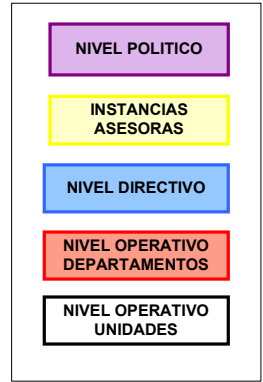 NIVEL POLITICO
INSTANCIAS
ASESORAS
NIVEL DIRECTIVO
NIVEL OPERATIVO
DEPARTAMENTOS
NIVEL OPERATIVO
UNIDADES